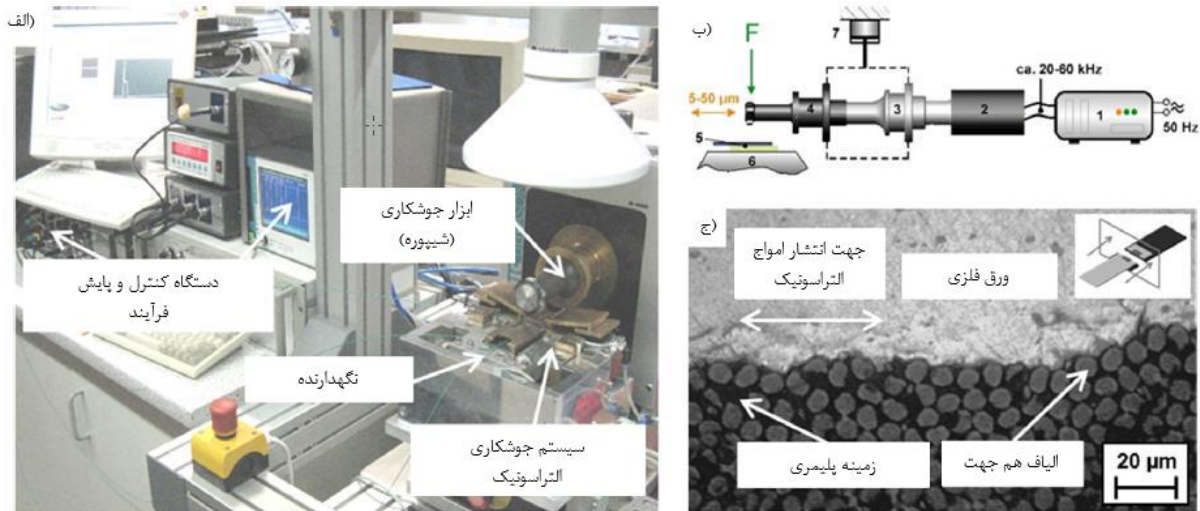 الف)
ابزار جوشکاری
(شیپوره)
دستگاه کنترل و پایش
فرآیند
نگهدارنده
سیستم جوشکاری
التراسونیک
ب)
F
5-50 µm
7
4
3
2
1
ca. 20-60 kHz
50 Hz
5
6
ج)
جهت انتشار امواج
التراسونیک
ورق فلزی
زمینه پلیمری
الیاف هم جهت
20 µm